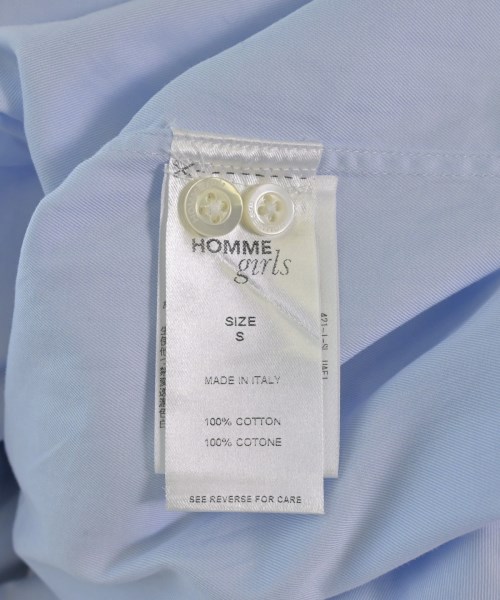 HOMME
girls
SIZE
S
MADE IN ITALY
100% COTTON
100% COTONE
SEE REVERSE FOR CARE